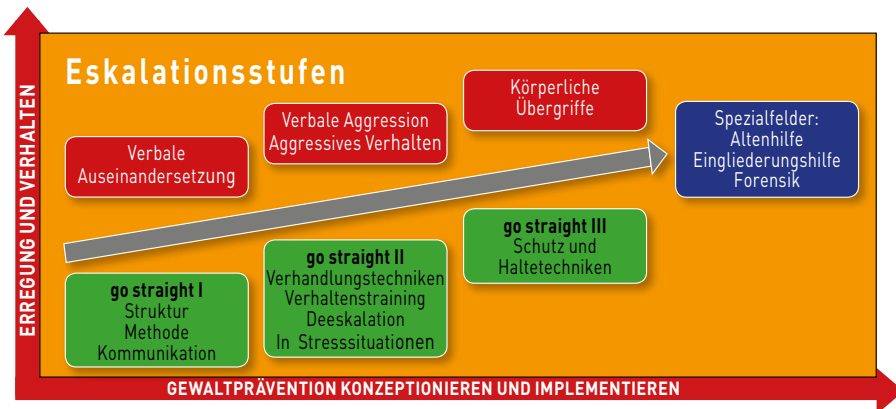 Eskalationsstufen
Verbale
Auseinandersetzung
Verbale Aggression
Aggressives Verhalten
Körperliche
Übergriffe
Spezialfelder:
Altenhilfe
Eingliederungshilfe
Forensik
go straight I
Struktur
Methode
Kommunikation
go straight II
Verhandlungstechniken
Verhaltenstraining
Deeskalation
In Stresssituationen
go straight III
Schutz und
Haltetechniken
ERREGUNG UND VERHALTEN
GEWALTPRÄVENTION KONZEPTIONIEREN UND IMPLEMENTIEREN